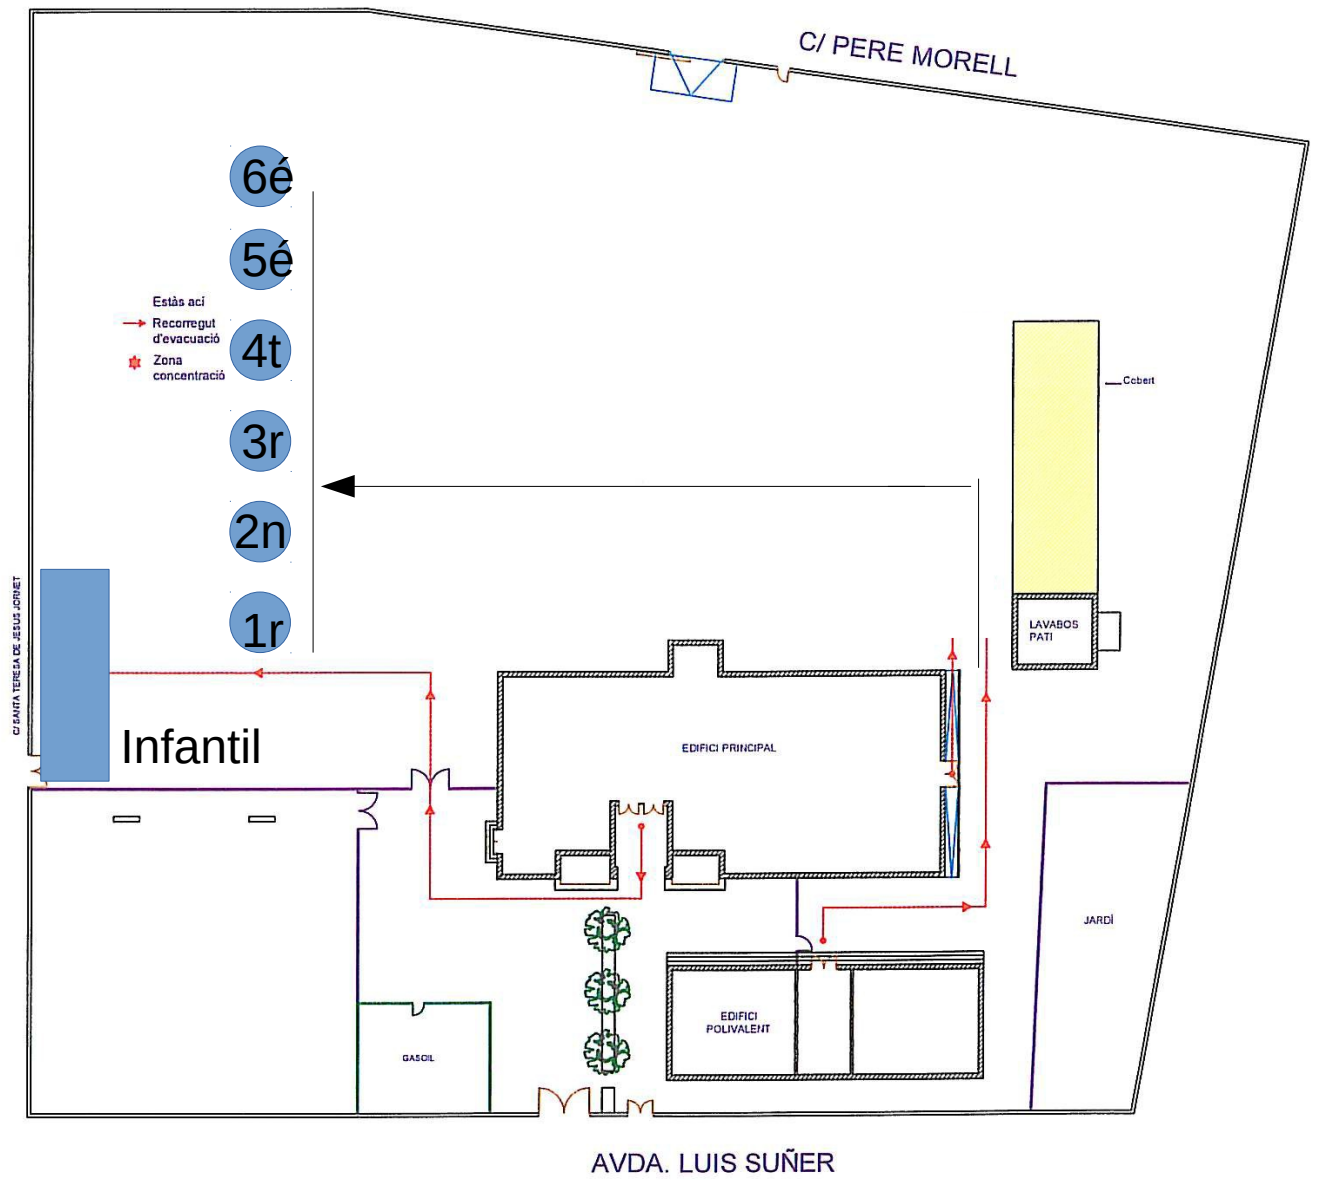 C/ PERE MORELL
6é
5é
Estàs ací
Recorregut
d'evacuació
Zona
concentració
4t
Cobert
3r
2n
C/ SANTA TERESA DE JESUS JORNET
1r
LAVABOS
PATI
Infantil
EDIFICI PRINCIPAL
JARDÍ
EDIFICI
POLIVALENT
GASOIL
AVDA. LUIS SUÑER